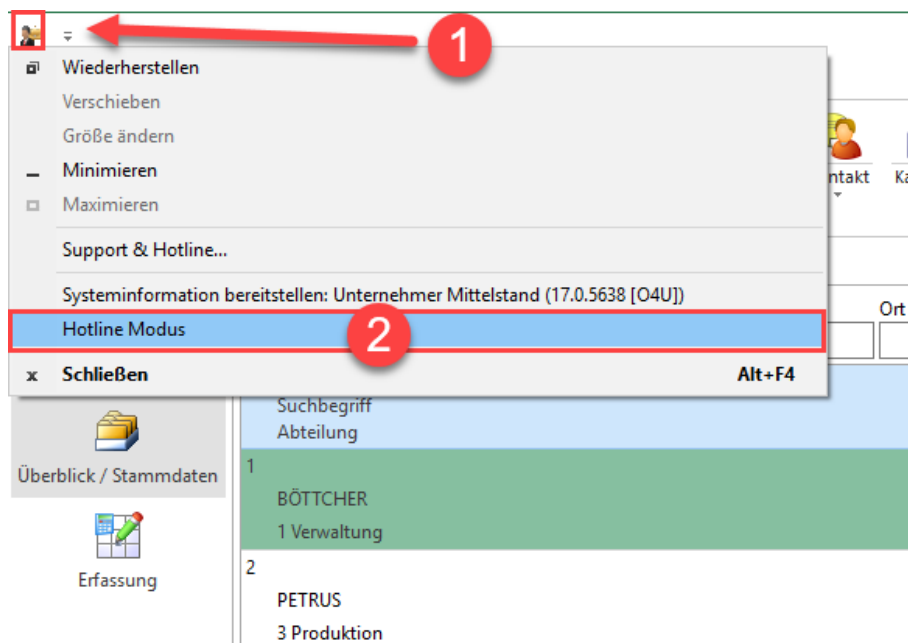 1
Wiederherstellen
Verschieben
Größe ändern
Minimieren
Maximieren
Support & Hotline...
Systeminformation bereitstellen: Unternehmer Mittelstand (17.0.5638 [O4U])
Hotline Modus
2
Schließen Alt+F4
ntakt Ka
Ort
Suchbegriff
Abteilung
Überblick / Stammdaten
Erfassung
1
BÖTTCHER
1 Verwaltung
2
PETRUS
3 Produktion